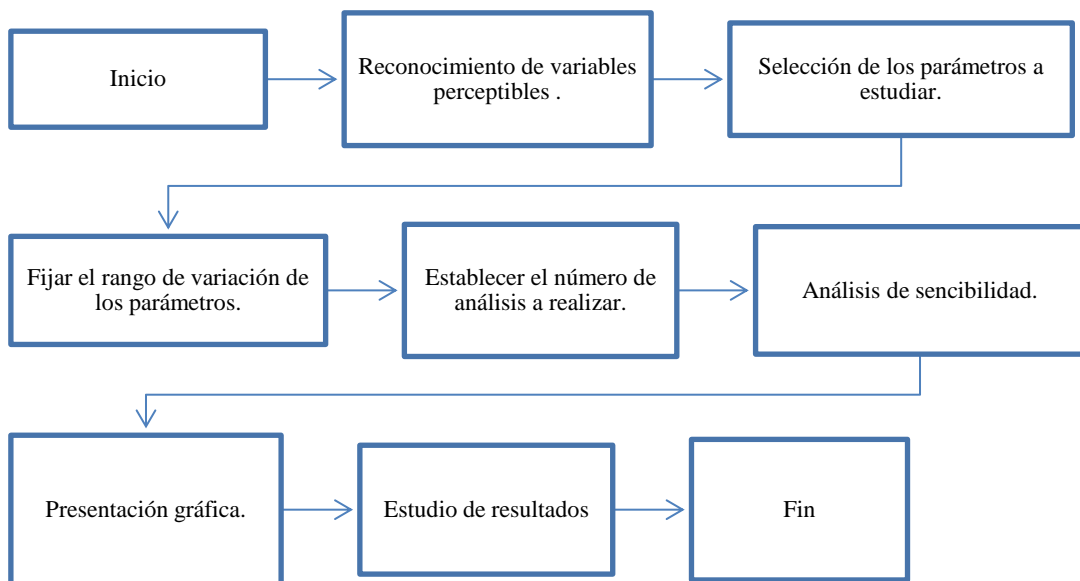 Inicio
Reconocimiento de variables
perceptibles .
Selección de los parámetros a
estudiar.
Fijar el rango de variación de
los parámetros.
Establecer el número de
análisis a realizar.
Análisis de sencibilidad.
Presentación gráfica.
Estudio de resultados
Fin